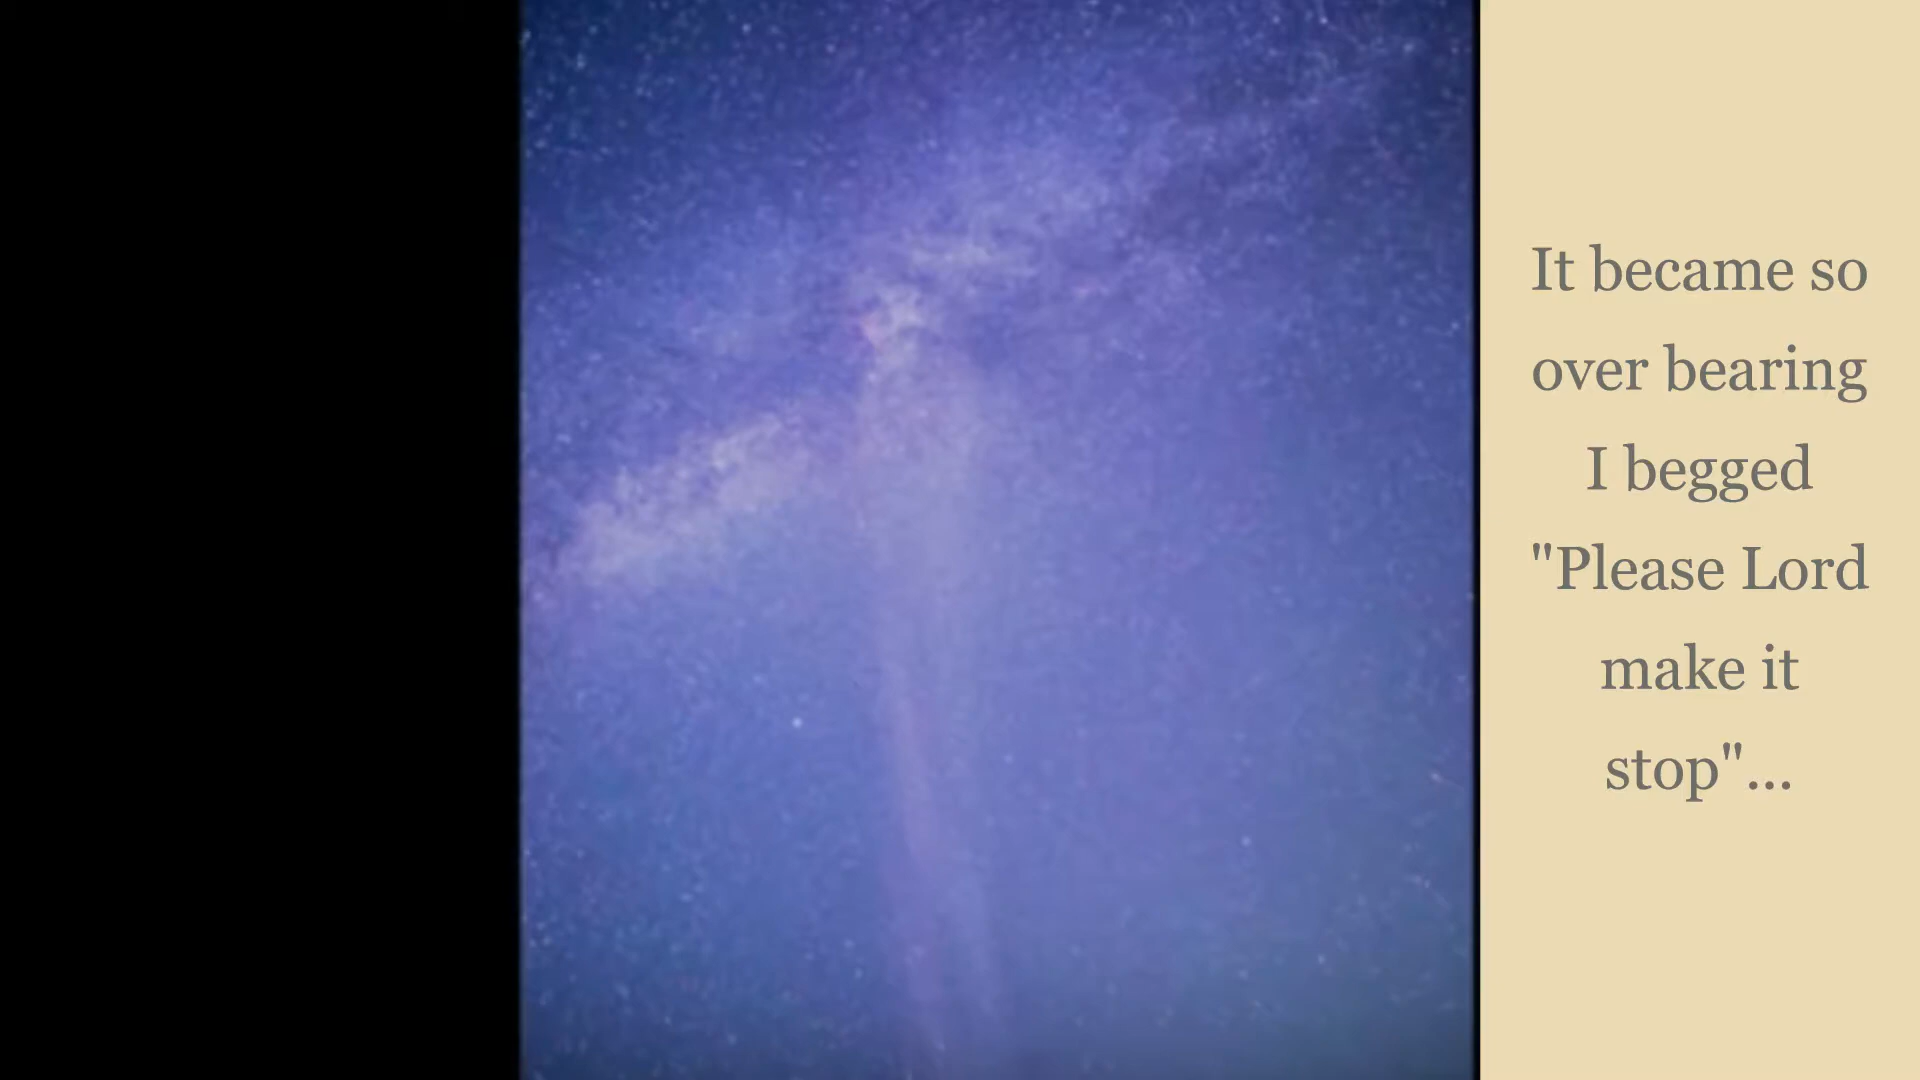 It became so
over bearing
I begged
"Please Lord
make it
stop"...